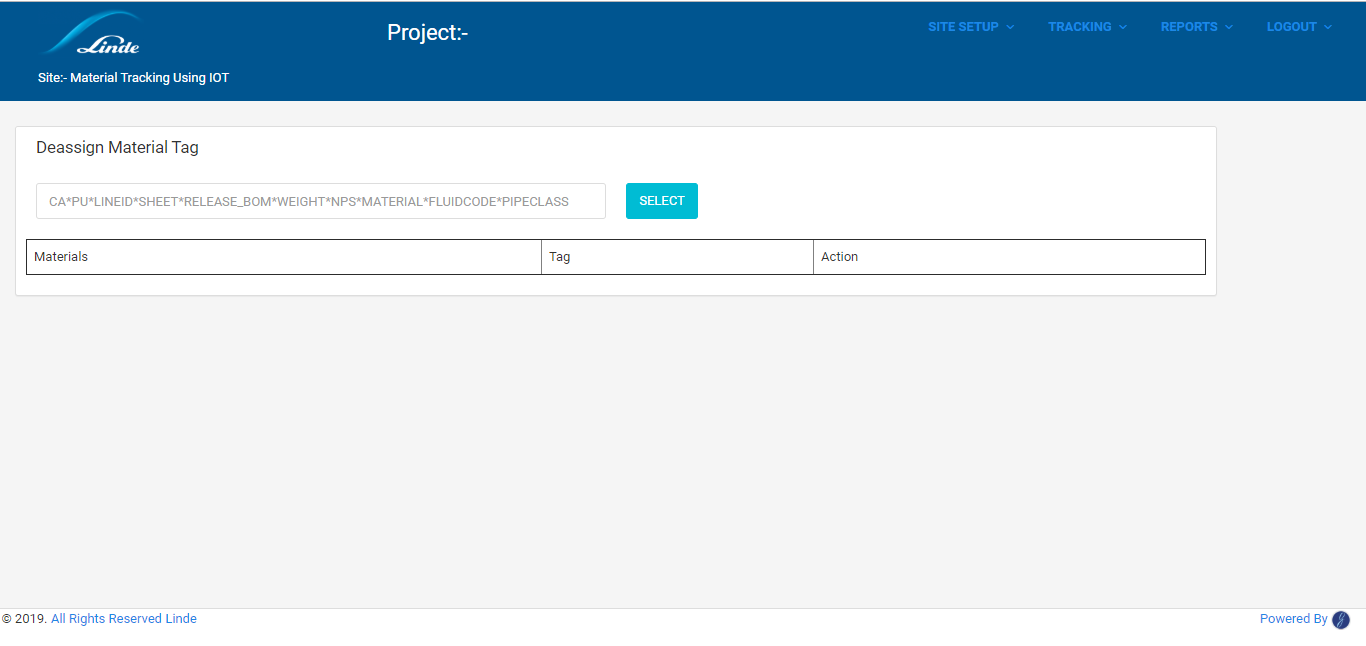 Linde
Project:-
SITE SETUP
TRACKING
REPORTS
LOGOUT
Site:- Material Tracking Using IOT
Deassign Material Tag
CA*PU*LINEID*SHEET*RELEASE_BOM*WEIGHT*NPS*MATERIAL*FLUIDCODE*PIPECLASS
SELECT
Materials
Tag
Action
© 2019. All Rights Reserved Linde
Powered By